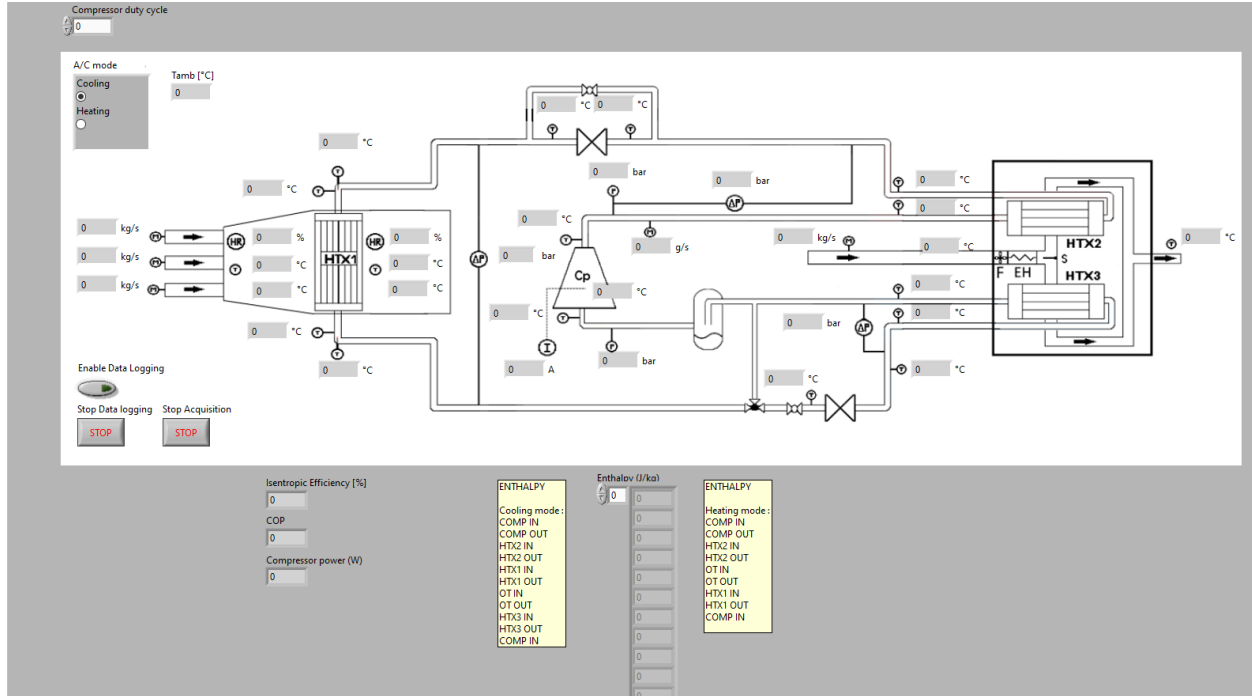 Compressor duty cycle
0
A/C mode
Cooling
Heating
Tamb [°C]
0
0 °C 0 °C
0 °C
0 bar
0 bar
0 °C
0 °C
0 °C
0 °C
P
ΔP
0 kg/s
M
HR
0 %
HR
0 %
0 °C
M
0 g/s
0 kg/s
M
0 °C
0 °C
HTX2
0 kg/s
M
T
0 °C
HTX1
T
0 °C
ΔP
0 bar
Cp
F EH S
HTX3
0 kg/s
M
0 °C
0 °C
0 °C
0 °C
0 °C
0 °C
0 bar
ΔP
0 °C
I
0 A
P
0 bar
0 °C
0 °C
0 °C
Enable Data Logging
Stop Data logging Stop Acquisition
STOP STOP
Isentropic Efficiency [%]
0
COP
0
Compressor power (W)
0
ENTHALPY
Cooling mode :
COMP IN
COMP OUT
HTX2 IN
HTX2 OUT
HTX1 IN
HTX1 OUT
OT IN
OT OUT
HTX3 IN
HTX3 OUT
COMP IN
Enthalpy (J/kg)
0 0
0
0
0
0
0
0
0
0
0
0
ENTHALPY
Heating mode :
COMP IN
COMP OUT
HTX2 IN
HTX2 OUT
OT IN
OT OUT
HTX1 IN
HTX1 OUT
COMP IN